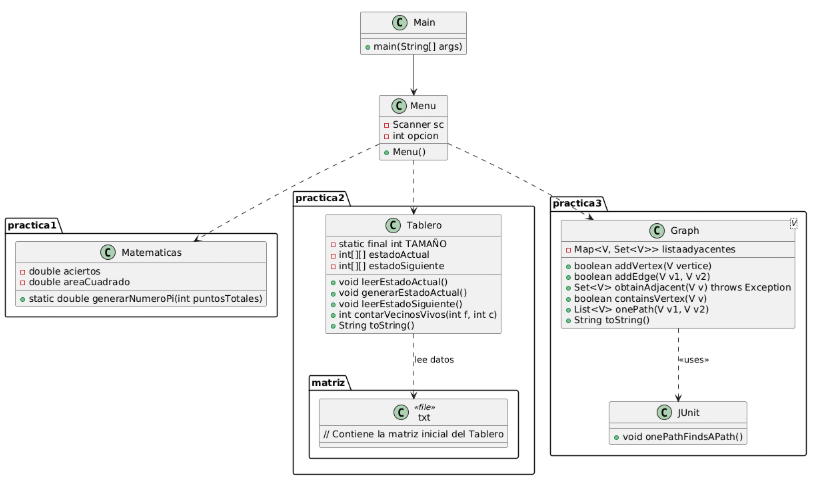 C Main
main(String[] args)
C Menu
Scanner sc
int opcion
Menu()
practica1
C Matematicas
double aciertos
double areaCuadrado
static double generarNumeroPi(int puntosTotales)
practica2
C Tablero
static final int TAMAÑO
int[][] estadoActual
int[][] estadoSiguiente
void leerEstadoActual()
void generarEstadoActual()
void leerEstadoSiguiente()
int contarVecinosVivos(int f, int c)
String toString()
lee datos
matriz
C «file»
txt
// Contiene la matriz inicial del Tablero
practica3
C Graph V
Map<V, Set<V>> listaadyacentes
boolean addVertex(V vertice)
boolean addEdge(V v1, V v2)
Set<V> obtainAdjacent(V v) throws Exception
boolean containsVertex(V v)
List<V> onePath(V v1, V v2)
String toString()
«uses»
C JUnit
void onePathFindsAPath()